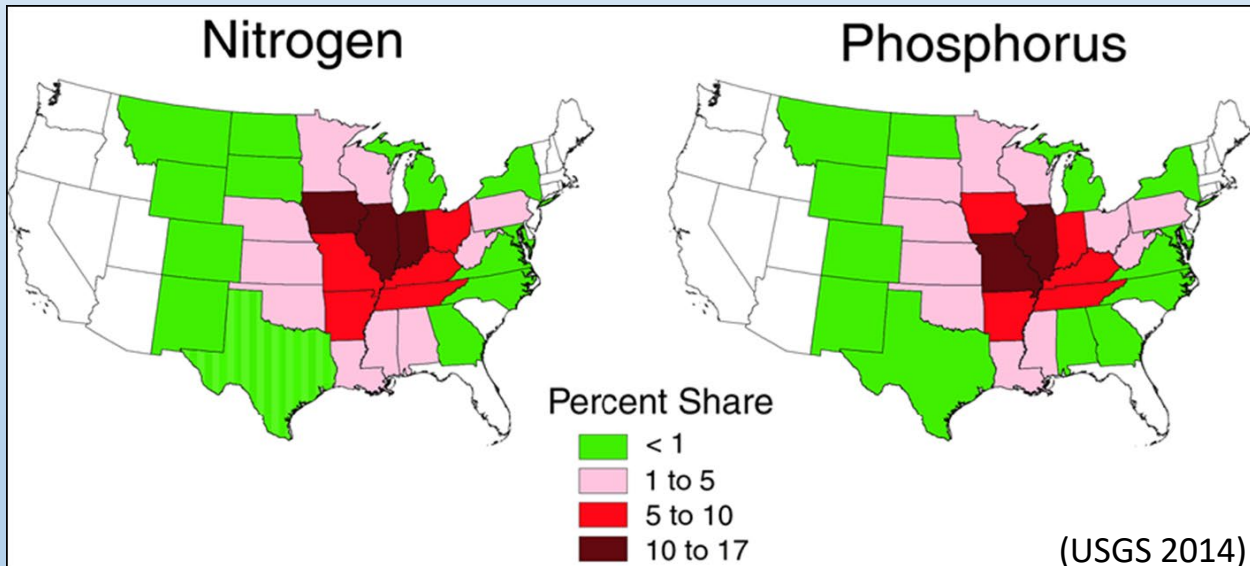 Nitrogen
Phosphorus
Percent Share
< 1
1 to 5
5 to 10
10 to 17
(USGS 2014)